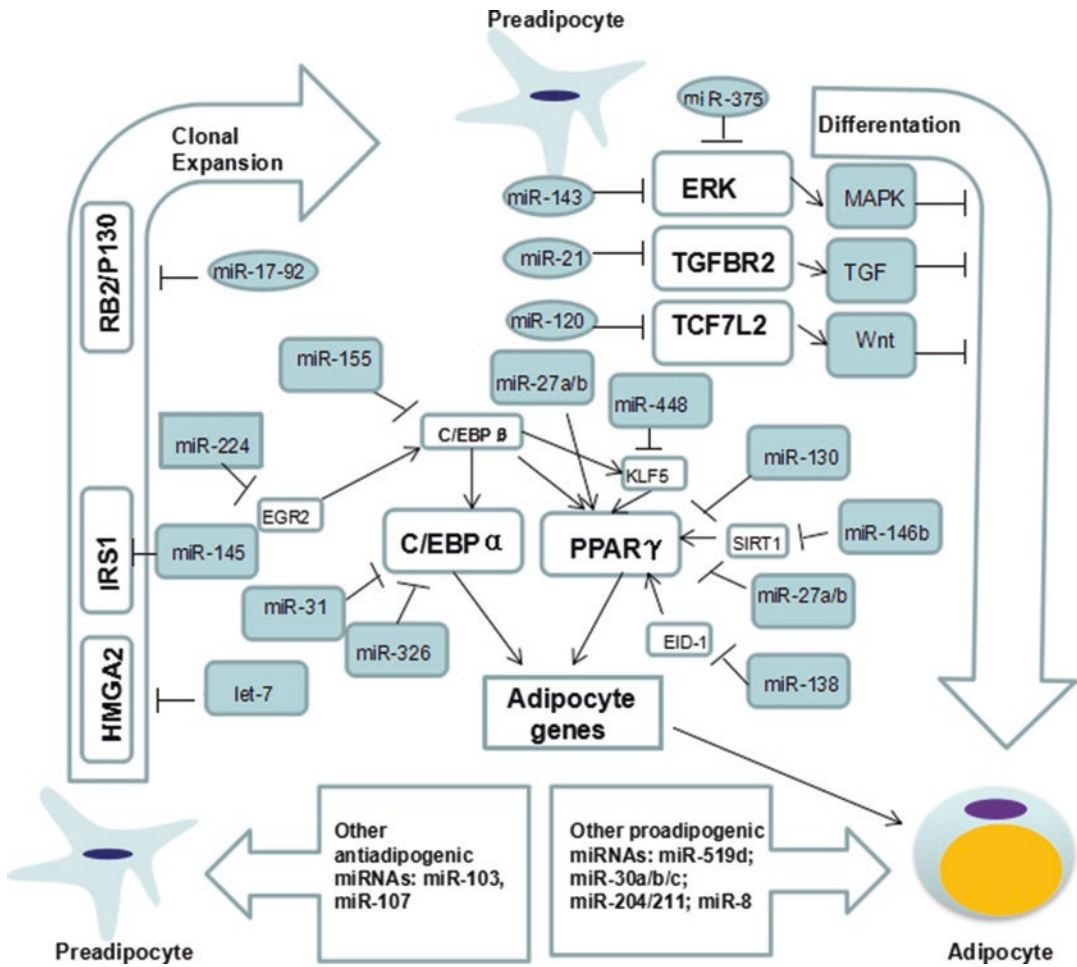 Preadipocyte
Clonal
Expansion
Differentation
mi R-375
miR-143
ERK
MAPK
RB2/P130
miR-17-92
miR-21
TGFBR2
TGF
miR-120
TCF7L2
Wnt
miR-155
miR-27a/b
miR-448
C/EBP β
miR-224
KLF5
miR-130
EGR2
IRS1
miR-145
C/EBP α
PPAR γ
SIRT1
miR-146b
miR-31
miR-27a/b
miR-326
EID-1
HMGA2
let-7
miR-138
Adipocyte
genes
Other
antiadipogenic
miRNAs: miR-103,
miR-107
Other proadipogenic
miRNAs: miR-519d;
miR-30a/b/c;
miR-204/211; miR-8
Preadipocyte
Adipocyte